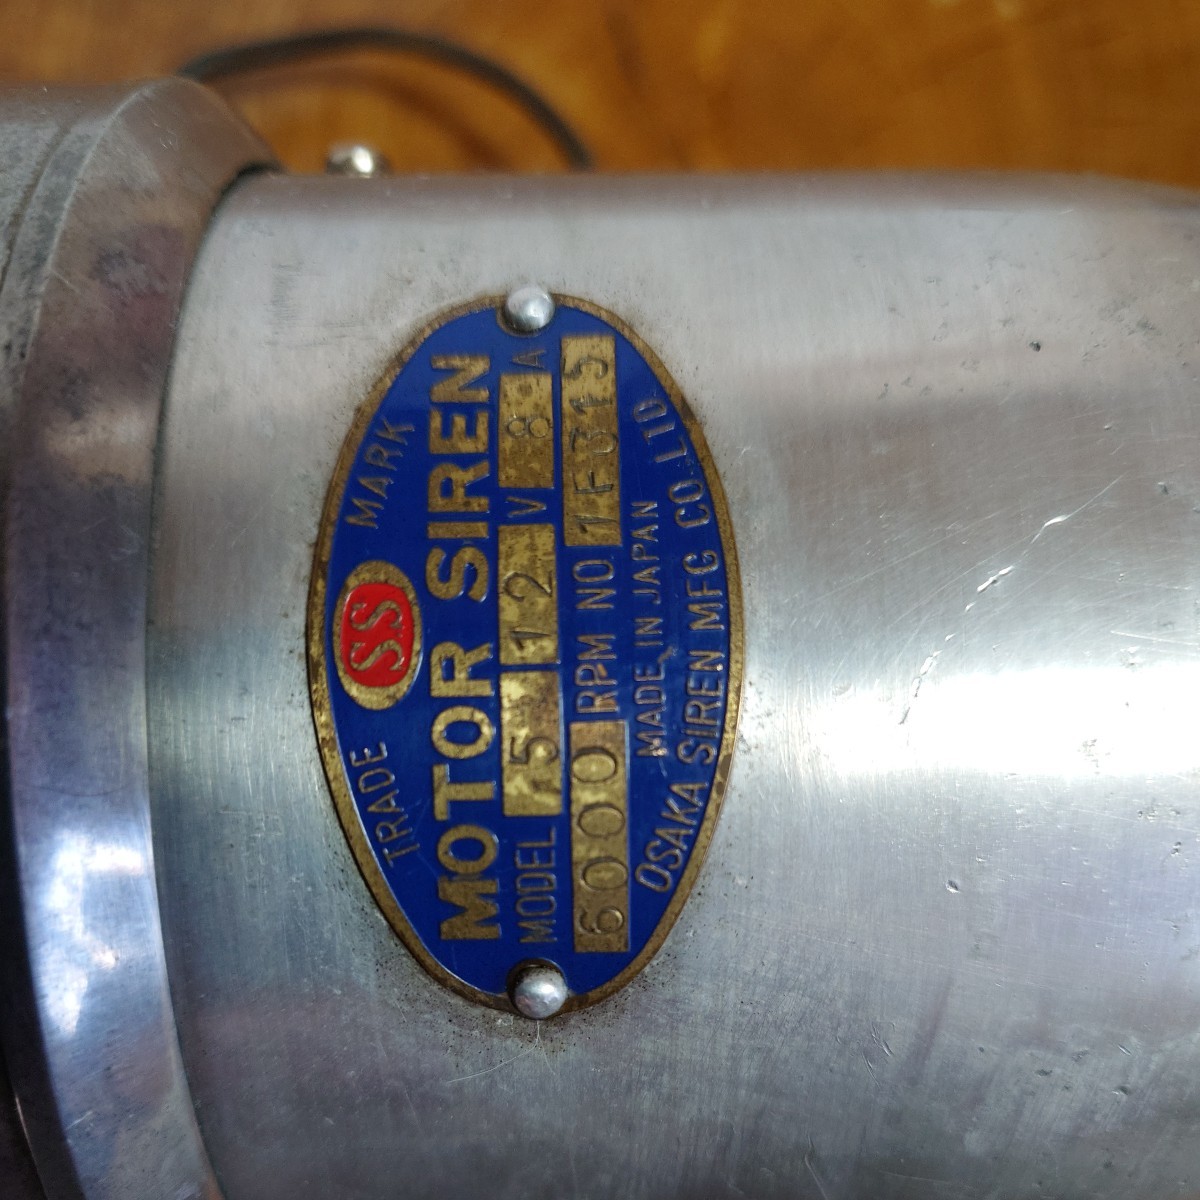 TRADE SS MARK
MOTOR SIREN
MODEL 5 12 V 8 A
6000 RPM NO 1F315
MADE IN JAPAN
OSAKA SIREN MFG CO.LTD.